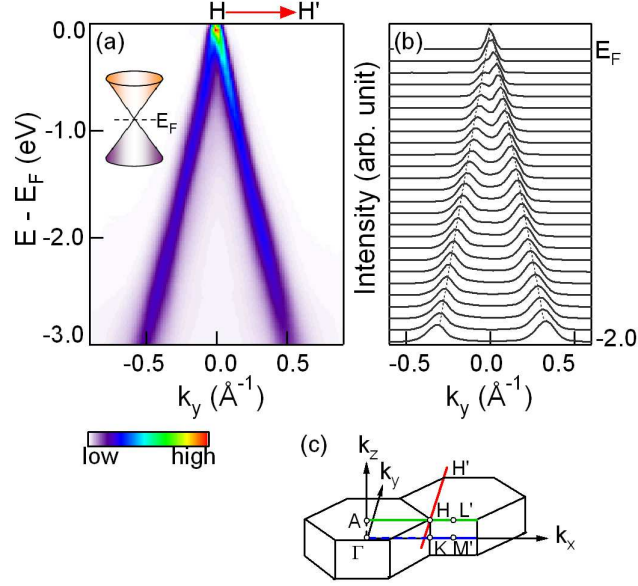 H H'
(a)
(b)
0.0
-1.0
-2.0
-3.0
E - E_F (eV)
E_F
-0.5 0.0 0.5
k_y (Å⁻¹)
Intensity (arb. unit)
E_F
-2.0
-0.5 0 0.5
k_y (Å⁻¹)
low high
(c)
k_z
k_y
H'
A
H L'
Γ
K M'
k_x